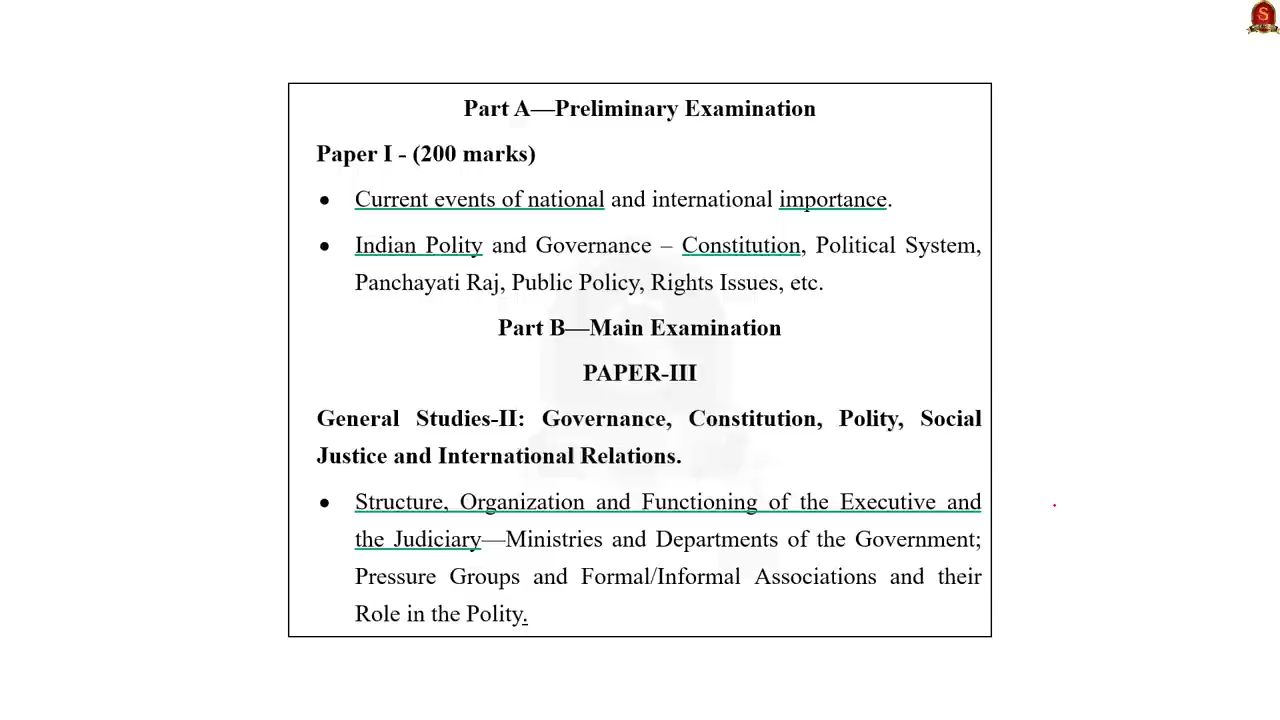 S
Part A—Preliminary Examination
Paper I - (200 marks)
● Current events of national and international importance.
● Indian Polity and Governance – Constitution, Political System,
Panchayati Raj, Public Policy, Rights Issues, etc.
Part B—Main Examination
PAPER-III
General Studies-II: Governance, Constitution, Polity, Social
Justice and International Relations.
● Structure, Organization and Functioning of the Executive and
the Judiciary—Ministries and Departments of the Government;
Pressure Groups and Formal/Informal Associations and their
Role in the Polity.